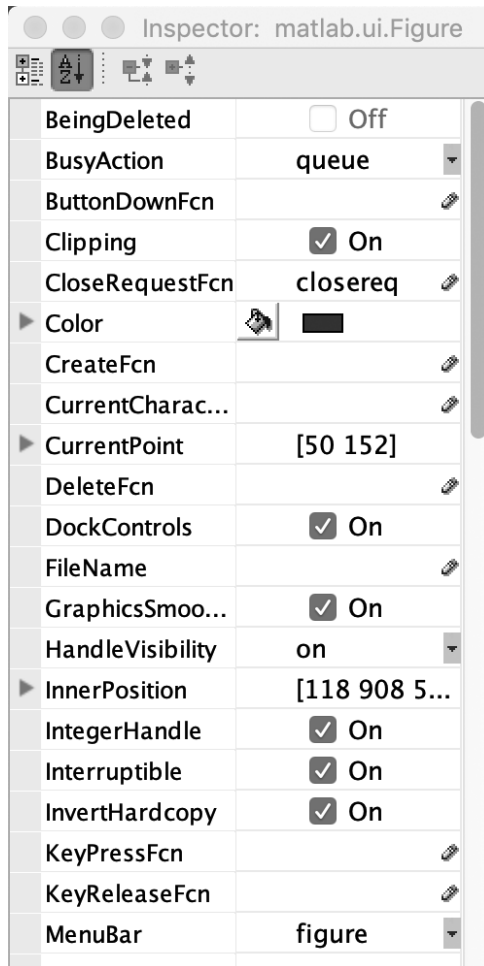 Inspector: matlab.ui.Figure
BeingDeleted Off
BusyAction queue
ButtonDownFcn
Clipping On
CloseRequestFcn closereq
Color
CreateFcn
CurrentCharac...
CurrentPoint [50 152]
DeleteFcn
DockControls On
FileName
GraphicsSmoo... On
HandleVisibility on
InnerPosition [118 908 5...
IntegerHandle On
Interruptible On
InvertHardcopy On
KeyPressFcn
KeyReleaseFcn
MenuBar figure